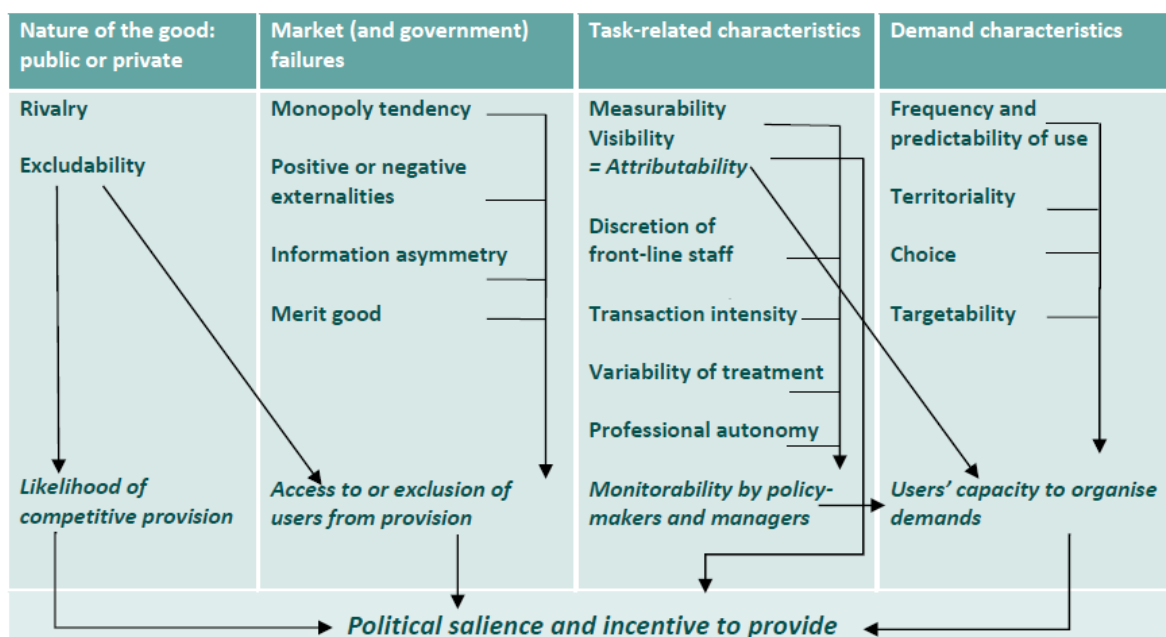 Nature of the good:
public or private
Market (and government)
failures
Task-related characteristics
Demand characteristics
Rivalry
Excludability
Likelihood of
competitive provision
Monopoly tendency
Positive or negative
externalities
Information asymmetry
Merit good
Access to or exclusion of
users from provision
Measurability
Visibility
= Attributability
Discretion of
front-line staff
Transaction intensity
Variability of treatment
Professional autonomy
Monitorability by policy-
makers and managers
Frequency and
predictability of use
Territoriality
Choice
Targetability
Users' capacity to organise
demands
Political salience and incentive to provide